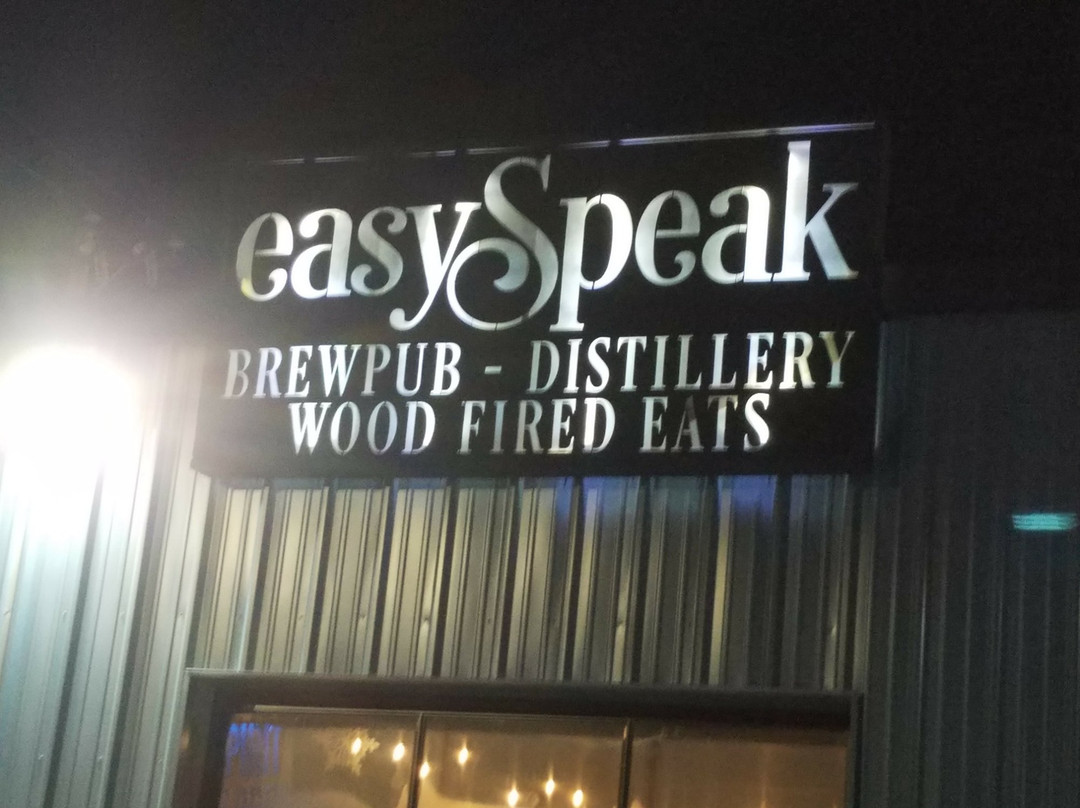 easySpeak
BREWPUB - DISTILLERY
WOOD FIRED EATS